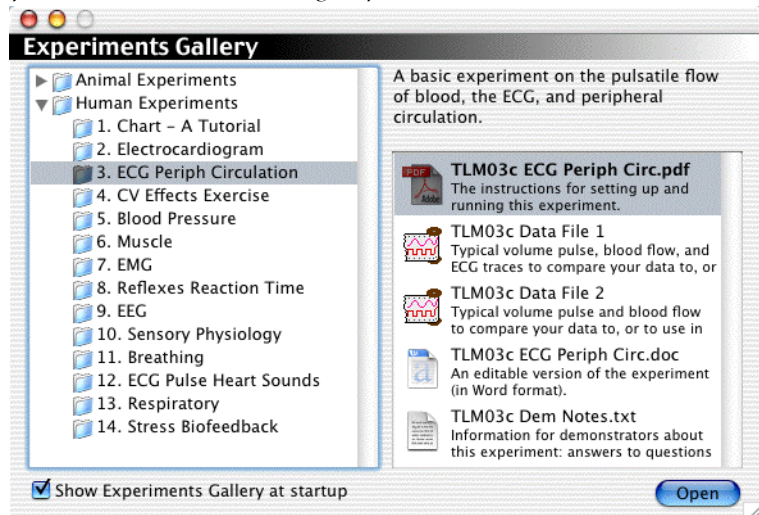 Experiments Gallery
Animal Experiments
Human Experiments
1. Chart – A Tutorial
2. Electrocardiogram
3. ECG Periph Circulation
4. CV Effects Exercise
5. Blood Pressure
6. Muscle
7. EMG
8. Reflexes Reaction Time
9. EEG
10. Sensory Physiology
11. Breathing
12. ECG Pulse Heart Sounds
13. Respiratory
14. Stress Biofeedback
A basic experiment on the pulsatile flow
of blood, the ECG, and peripheral
circulation.
PDF
Adobe
TLM03c ECG Periph Circ.pdf
The instructions for setting up and
running this experiment.
TLM03c Data File 1
Typical volume pulse, blood flow, and
ECG traces to compare your data to, or
TLM03c Data File 2
Typical volume pulse and blood flow
to compare your data to, or to use in
TLM03c ECG Periph Circ.doc
An editable version of the experiment
(in Word format).
TLM03c Dem Notes.txt
Information for demonstrators about
this experiment: answers to questions
Show Experiments Gallery at startup
Open